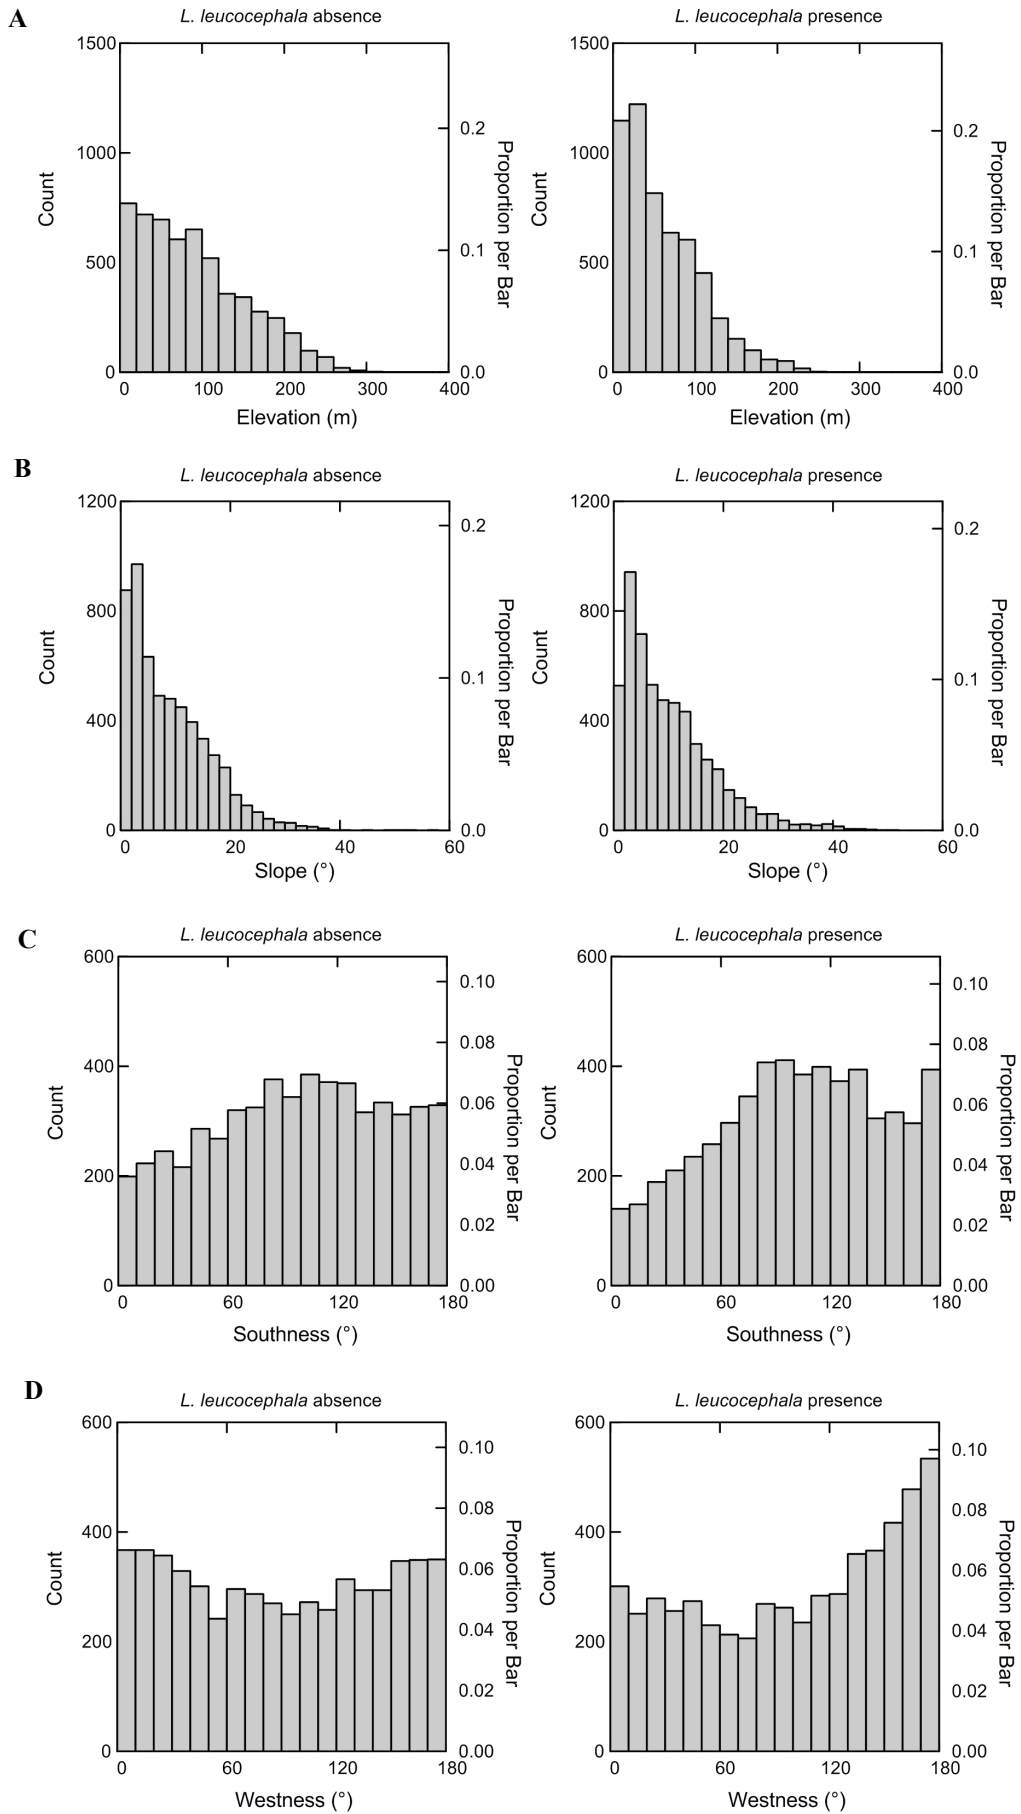 A
L. leucocephala absence
L. leucocephala presence
1500
1000
500
0
0.2
0.1
0.0
Count
Proportion per Bar
0 100 200 300 400
Elevation (m)
1500
1000
500
0
0.2
0.1
0.0
Count
Proportion per Bar
0 100 200 300 400
Elevation (m)
B
L. leucocephala absence
L. leucocephala presence
1200
800
400
0
0.2
0.1
0.0
Count
Proportion per Bar
0 20 40 60
Slope (°)
1200
800
400
0
0.2
0.1
0.0
Count
Proportion per Bar
0 20 40 60
Slope (°)
C
L. leucocephala absence
L. leucocephala presence
600
400
200
0
0.10
0.08
0.06
0.04
0.02
0.00
Count
Proportion per Bar
0 60 120 180
Southness (°)
600
400
200
0
0.10
0.08
0.06
0.04
0.02
0.00
Count
Proportion per Bar
0 60 120 180
Southness (°)
D
L. leucocephala absence
L. leucocephala presence
600
400
200
0
0.10
0.08
0.06
0.04
0.02
0.00
Count
Proportion per Bar
0 60 120 180
Westness (°)
600
400
200
0
0.10
0.08
0.06
0.04
0.02
0.00
Count
Proportion per Bar
0 60 120 180
Westness (°)